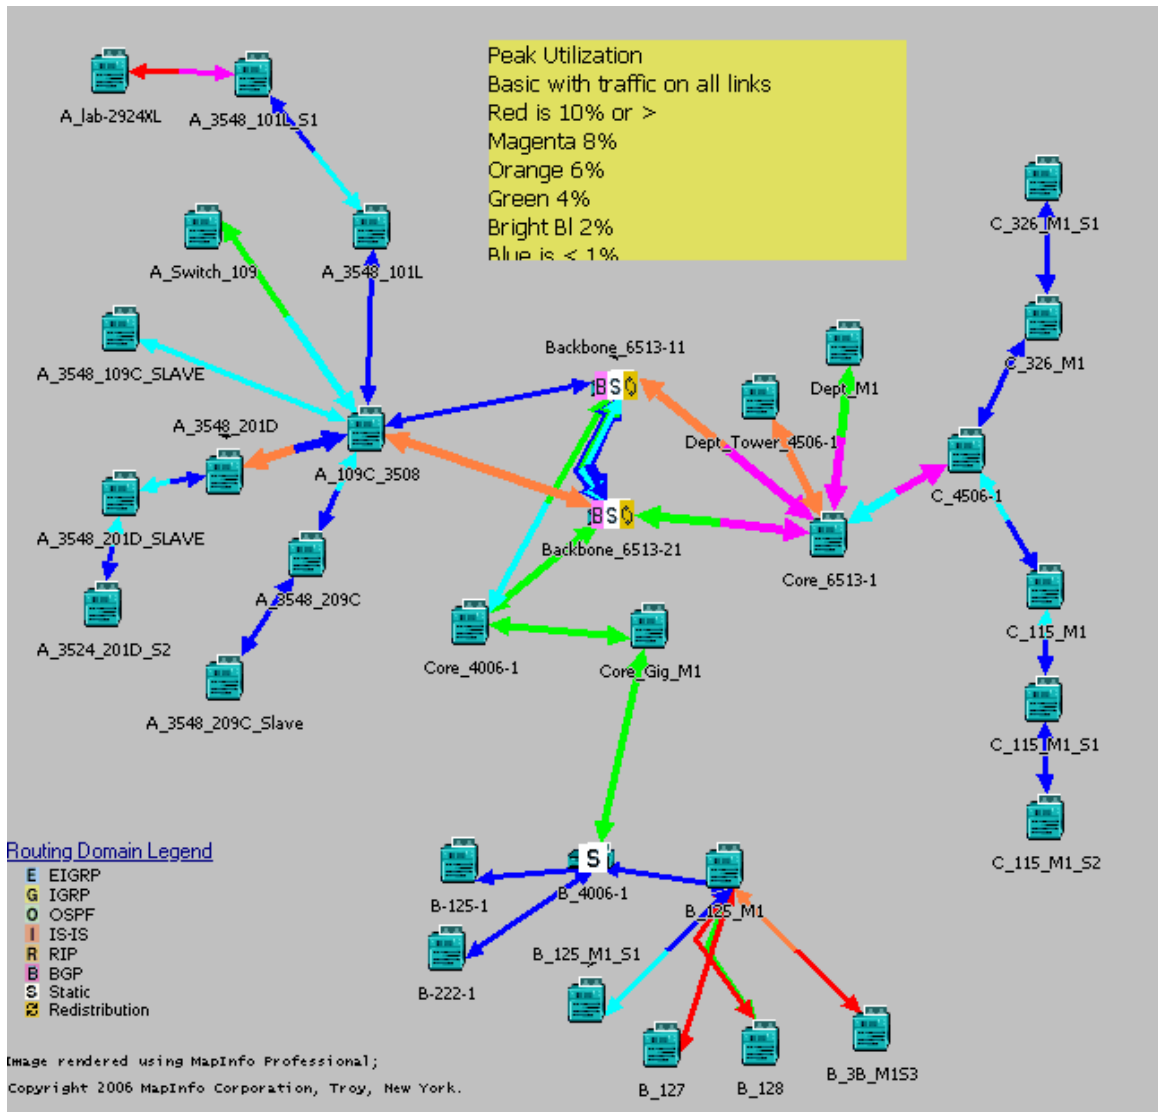 Peak Utilization
Basic with traffic on all links
Red is 10% or >
Magenta 8%
Orange 6%
Green 4%
Bright Bl 2%
Blue is < 1%
A_lab-2924XL
A_3548_101L_S1
C_326_M1_S1
A_Switch_109
A_3548_101L
Backbone_6513-11
C_326_M1
A_3548_109C_SLAVE
Dept_M1
B S
A_3548_201D
Dept_Tower_4506-1
A_109C_3508
C_4506-1
A_3548_201D_SLAVE
B S
Backbone_6513-21
Core_6513-1
A_3548_209C
C_115_M1
A_3524_201D_S2
Core_4006-1
Core_Gig_M1
A_3548_209C_Slave
C_115_M1_S1
S
C_115_M1_S2
B-125-1
B_4006-1
B_125_M1
B_125_M1_S1
B-222-1
B_127
B_128
B_3B_M1S3
Routing Domain Legend
E EIGRP
G IGRP
O OSPF
I IS-IS
R RIP
B BGP
S Static
Redistribution
Image rendered using MapInfo Professional;
Copyright 2006 MapInfo Corporation, Troy, New York.